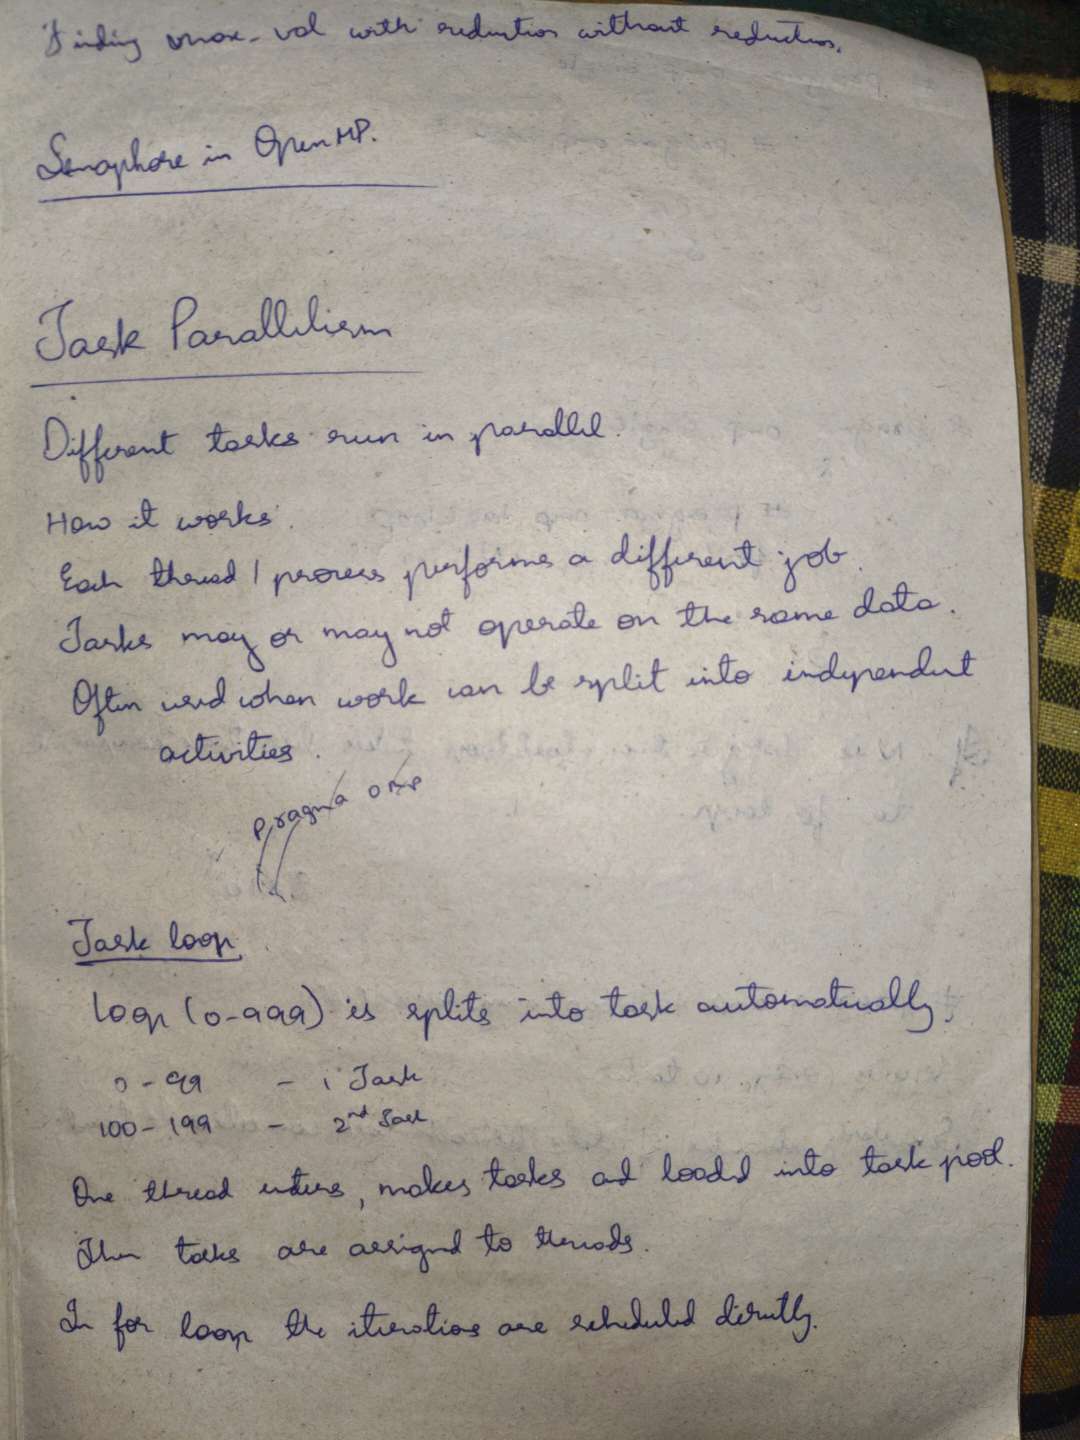 Finding max-val with reduction without reduction.
Semaphore in OpenMP.
Task Parallilism
Different tasks run in parallel.
How it works.
Each thread / process performs a different job.
Tasks may or may not operate on the same data.
Often used when work can be split into independent
activities.
pragma omp
Task loop
Loop (0-999) is splits into task automatically.
0-99 - 1 Task
100-199 - 2nd Task
One thread enters, makes tasks and loaded into task pool.
Then tasks are assigned to threads.
In for loop the iterations are scheduled directly.